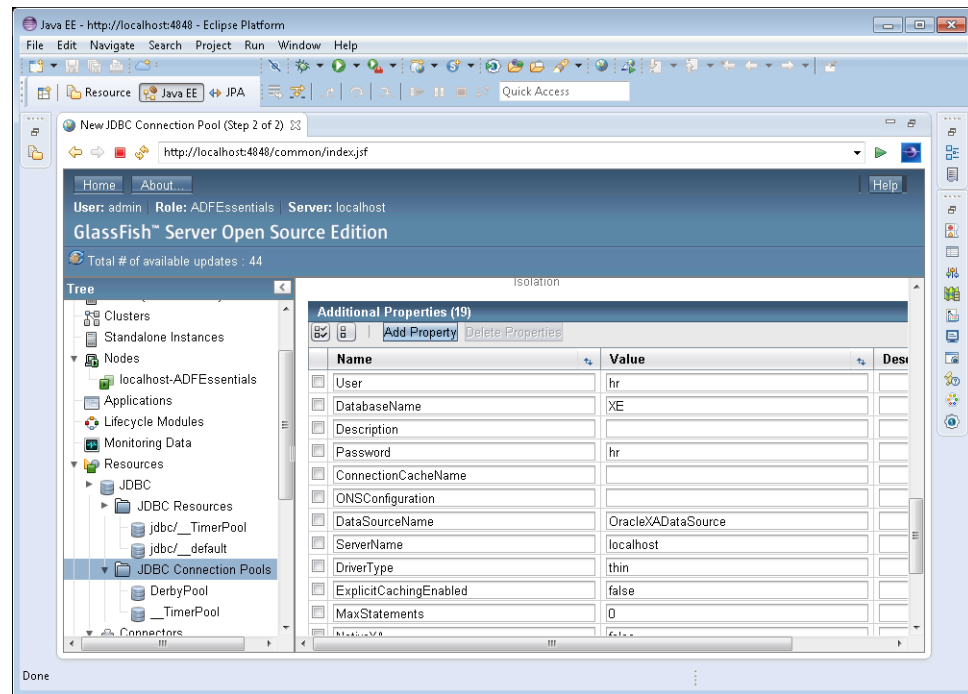 Java EE - http://localhost:4848 - Eclipse Platform
File Edit Navigate Search Project Run Window Help
Resource Java EE JPA Quick Access
New JDBC Connection Pool (Step 2 of 2)
http://localhost:4848/common/index.jsf
Home About... Help
User: admin Role: ADFEssentials Server: localhost
GlassFish™ Server Open Source Edition
Total # of available updates : 44
Tree
Clusters
Standalone Instances
Nodes
localhost-ADFEssentials
Applications
Lifecycle Modules
Monitoring Data
Resources
JDBC
JDBC Resources
jdbc/__TimerPool
jdbc/__default
JDBC Connection Pools
DerbyPool
__TimerPool
Connectors
Isolation
Additional Properties (19)
Add Property Delete Properties
Name Value Desc
User hr
DatabaseName XE
Description
Password hr
ConnectionCacheName
ONSConfiguration
DataSourceName OracleXADataSource
ServerName localhost
DriverType thin
ExplicitCachingEnabled false
MaxStatements 0
NativeXA false
Done